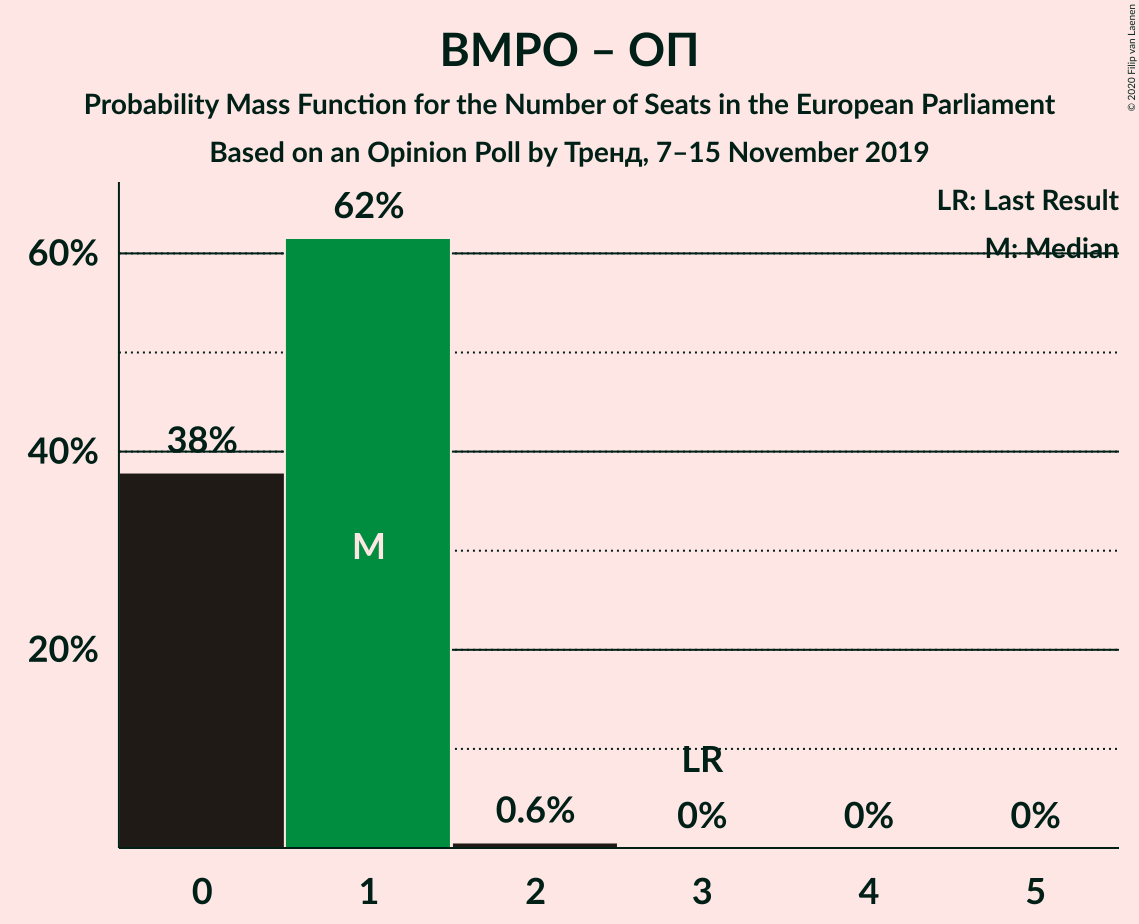 ВМРО – ОП
Probability Mass Function for the Number of Seats in the European Parliament
Based on an Opinion Poll by Тренд, 7–15 November 2019
© 2020 Filip van Laenen
LR: Last Result
M: Median
60%
40%
20%
38%
62%
M
0.6%
LR
0%
0%
0%
0 1 2 3 4 5